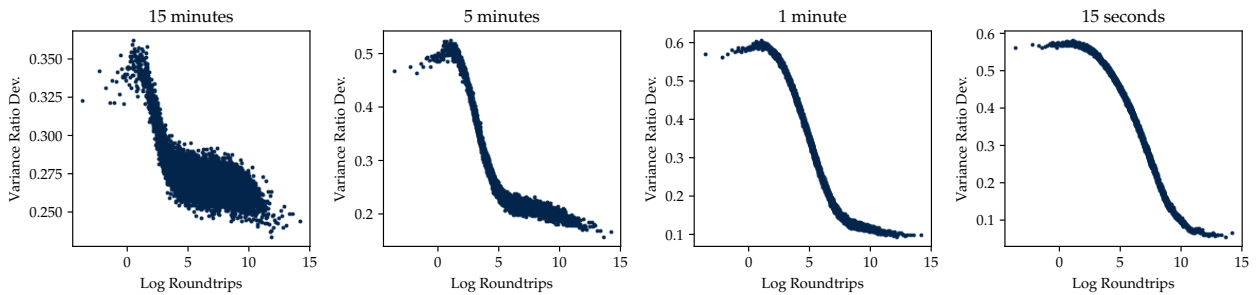 15 minutes
Variance Ratio Dev.
0.350
0.325
0.300
0.275
0.250
0 5 10 15
Log Roundtrips
5 minutes
Variance Ratio Dev.
0.5
0.4
0.3
0.2
0 5 10 15
Log Roundtrips
1 minute
Variance Ratio Dev.
0.6
0.5
0.4
0.3
0.2
0.1
0 5 10 15
Log Roundtrips
15 seconds
Variance Ratio Dev.
0.6
0.5
0.4
0.3
0.2
0.1
0 5 10 15
Log Roundtrips